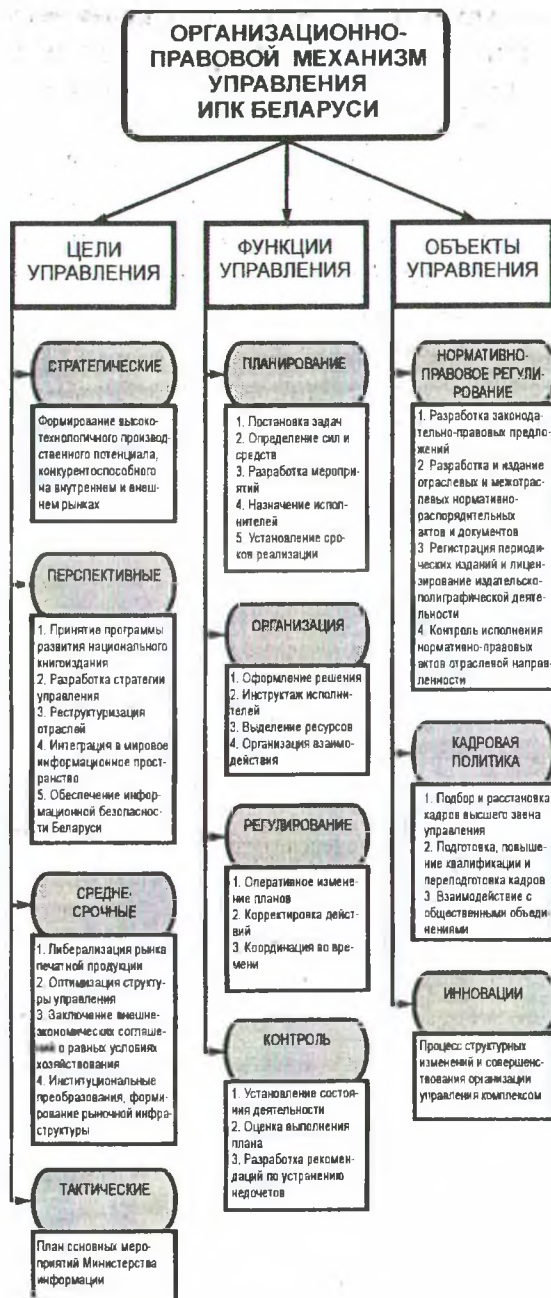 ОРГАНИЗАЦИОННО-
ПРАВОВОЙ МЕХАНИЗМ
УПРАВЛЕНИЯ
ИПК БЕЛАРУСИ
ЦЕЛИ
УПРАВЛЕНИЯ
СТРАТЕГИЧЕСКИЕ
Формирование высоко-
технологичного производ-
ственного потенциала,
конкурентоспособного
на внутреннем и внеш-
нем рынках
ПЕРСПЕКТИВНЫЕ
1. Принятие программы
развития национального
книгоиздания
2. Разработка стратегии
управления
3. Реструктуризация
отраслей
4. Интеграция в мировое
информационное прост-
ранство
5. Обеспечение инфор-
мационной безопаснос-
ти Беларуси
СРЕДНЕ-
СРОЧНЫЕ
1. Либерализация рынка
печатной продукции
2. Оптимизация структу-
ры управления
3. Заключение внешне-
экономических соглаше-
ний о равных условиях
хозяйствования
4. Институциональные
преобразования, форми-
рование рыночной инфра-
структуры
ТАКТИЧЕСКИЕ
План основных меро-
приятий Министерства
информации
ФУНКЦИИ
УПРАВЛЕНИЯ
ПЛАНИРОВАНИЕ
1. Постановка задач
2. Определение сил и
средств
3. Разработка меропри-
ятий
4. Назначение испол-
нителей
5. Установление сро-
ков реализации
ОРГАНИЗАЦИЯ
1. Оформление решения
2. Инструктаж исполни-
телей
3. Выделение ресурсов
4. Организация взаимо-
действия
РЕГУЛИРОВАНИЕ
1. Оперативное измене-
ние планов
2. Корректировка дейст-
вий
3. Координация во вре-
мени
КОНТРОЛЬ
1. Установление состоя-
ния деятельности
2. Оценка выполнения
плана
3. Разработка рекомен-
даций по устранению
недочетов
ОБЪЕКТЫ
УПРАВЛЕНИЯ
НОРМАТИВНО-
ПРАВОВОЕ РЕГУЛИ-
РОВАНИЕ
1. Разработка законода-
тельно-правовых предло-
жений
2 Разработка и издание
отраслевых и межотрас-
левых нормативно-
распорядительных
актов и документов
3 Регистрация периоди-
ческих изданий и лицен-
зирование издательско-
полиграфической деяте-
льности
4. Контроль исполнения
нормативно-правовых
актов отраслевой направ-
ленности
КАДРОВАЯ
ПОЛИТИКА
1. Подбор и расстановка
кадров высшего звена
управления
2. Подготовка, повыше-
ние квалификации и
переподготовка кадров
3. Взаимодействие с
общественными объеди-
нениями
ИННОВАЦИИ
Процесс структурных
изменений и совершенс-
твования организации
управления комплексом